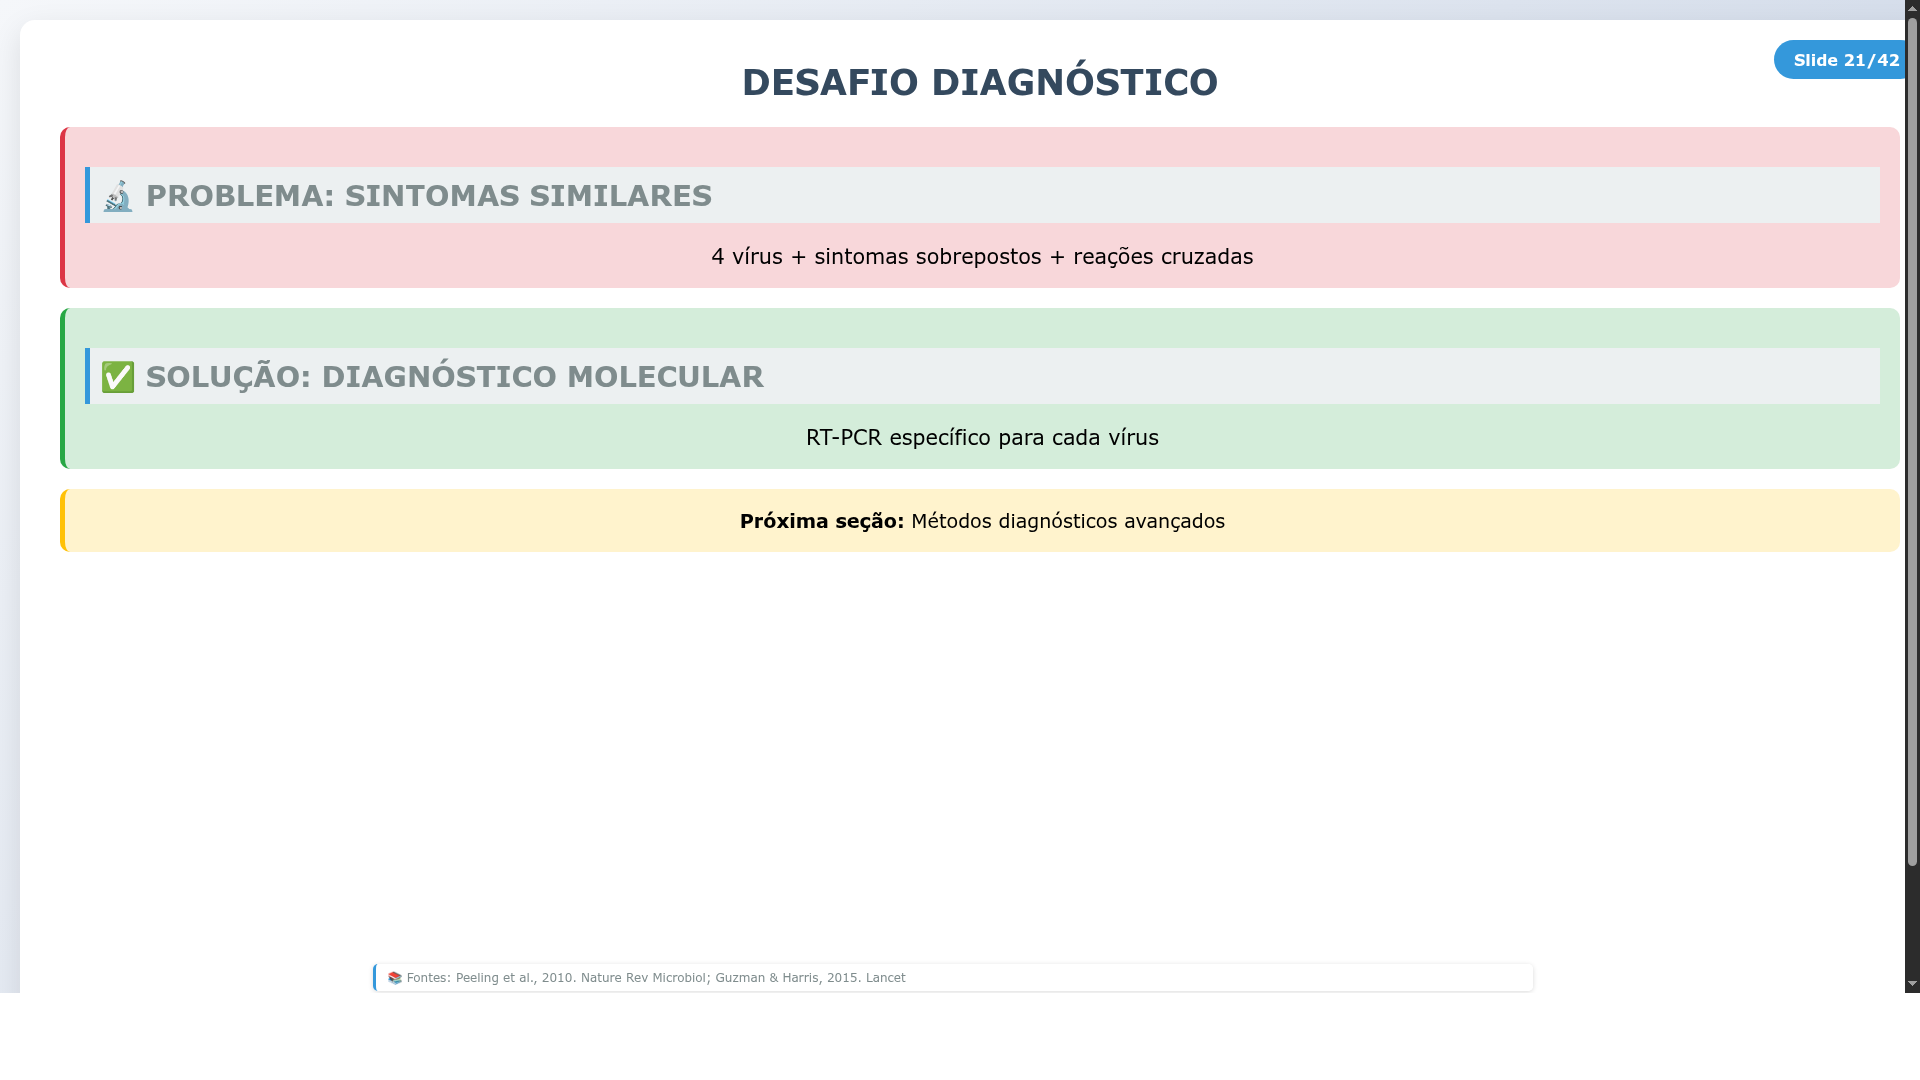 Slide 21/42
DESAFIO DIAGNÓSTICO
🔬 PROBLEMA: SINTOMAS SIMILARES
4 vírus + sintomas sobrepostos + reações cruzadas
✅ SOLUÇÃO: DIAGNÓSTICO MOLECULAR
RT-PCR específico para cada vírus
Próxima seção: Métodos diagnósticos avançados
📚 Fontes: Peeling et al., 2010. Nature Rev Microbiol; Guzman & Harris, 2015. Lancet